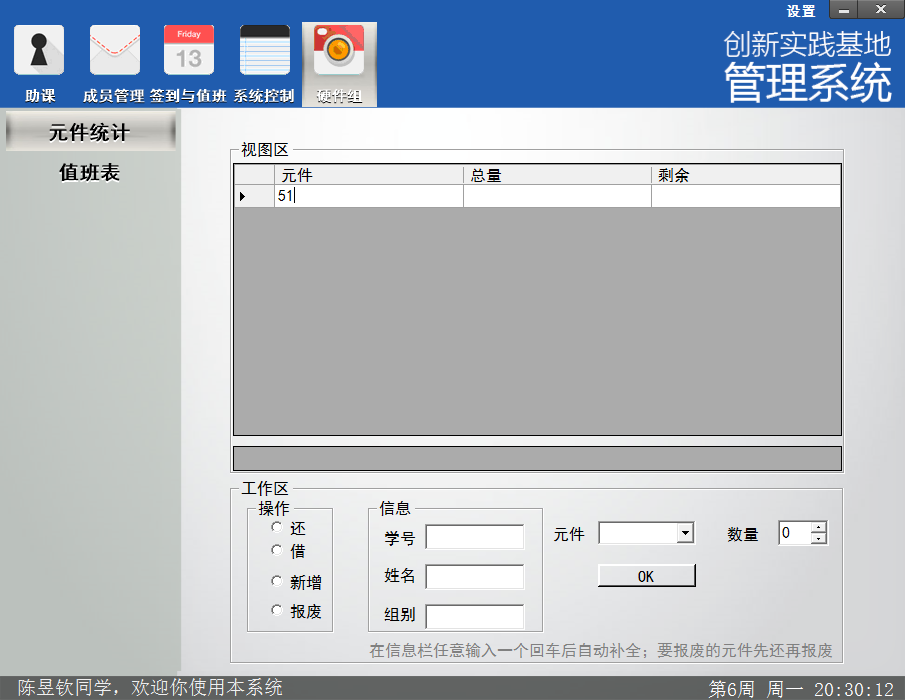 设置
创新实践基地
管理系统
Friday
13
助课 成员管理 签到与值班 系统控制 硬件组
元件统计
值班表
视图区
元件 总量 剩余
51
工作区
操作
还
借
新增
报废
信息
学号
姓名
组别
元件
数量 0
OK
在信息栏任意输入一个回车后自动补全；要报废的元件先还再报废
陈昱钦同学，欢迎你使用本系统
第6周 周一 20:30:12